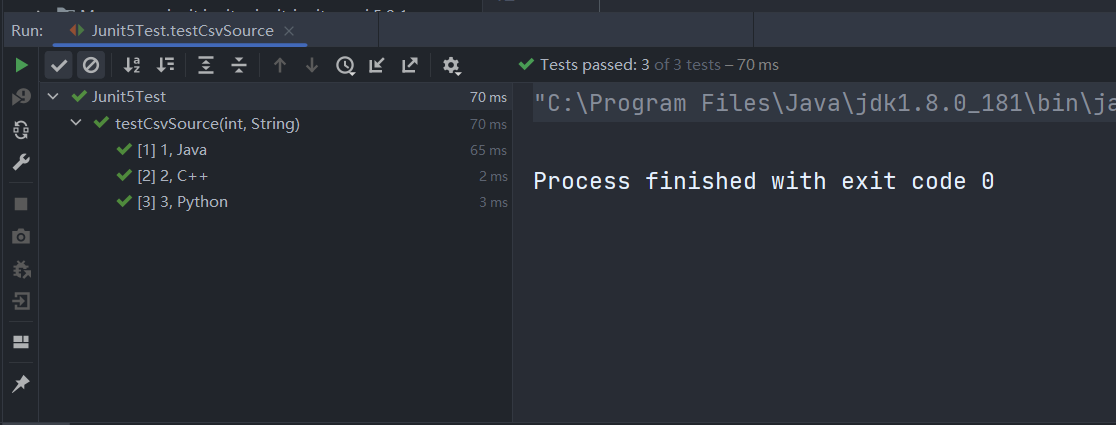 Run: Junit5Test.testCsvSource
Tests passed: 3 of 3 tests – 70 ms
Junit5Test 70 ms
testCsvSource(int, String) 70 ms
[1] 1, Java 65 ms
[2] 2, C++ 2 ms
[3] 3, Python 3 ms
"C:\Program Files\Java\jdk1.8.0_181\bin\ja
Process finished with exit code 0